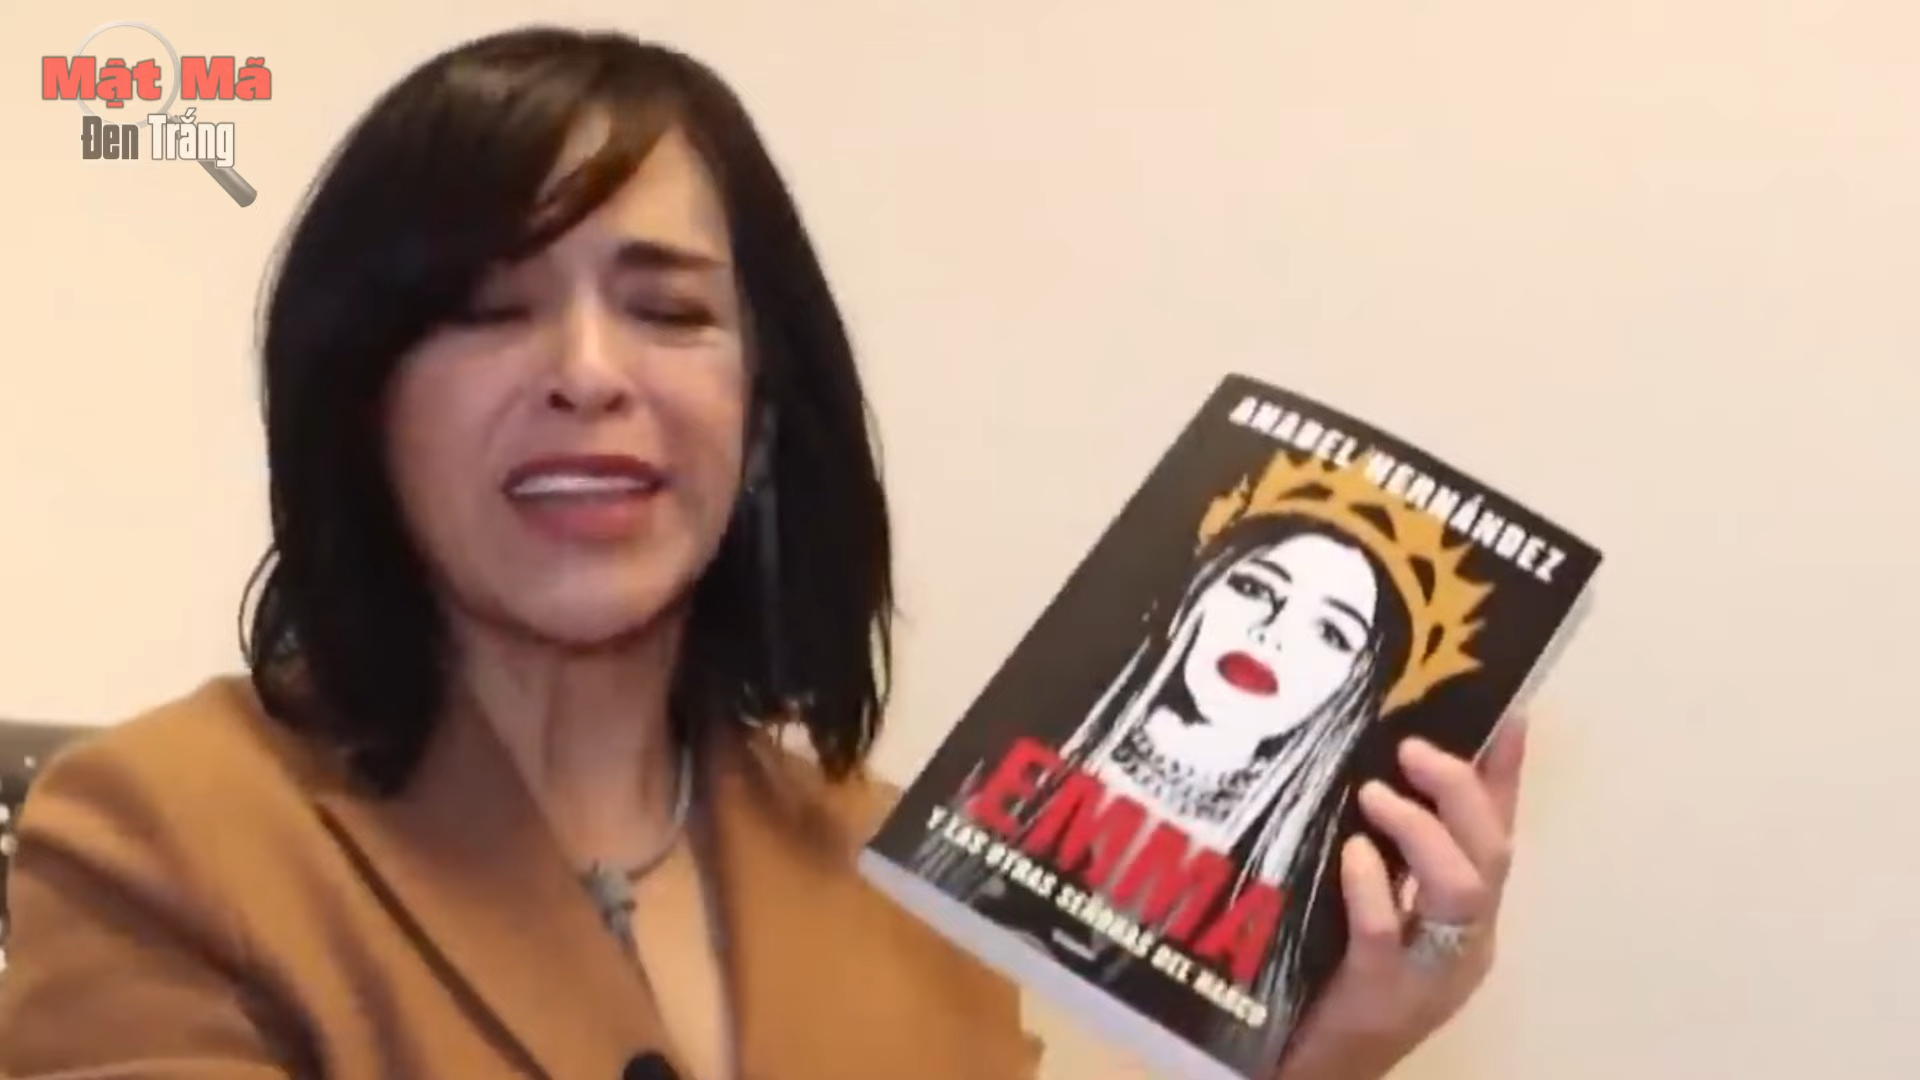 Mật Mã
Đen Trắng
ANABEL HERNÁNDEZ
EMMA
Y LAS OTRAS SEÑORAS DEL NARCO